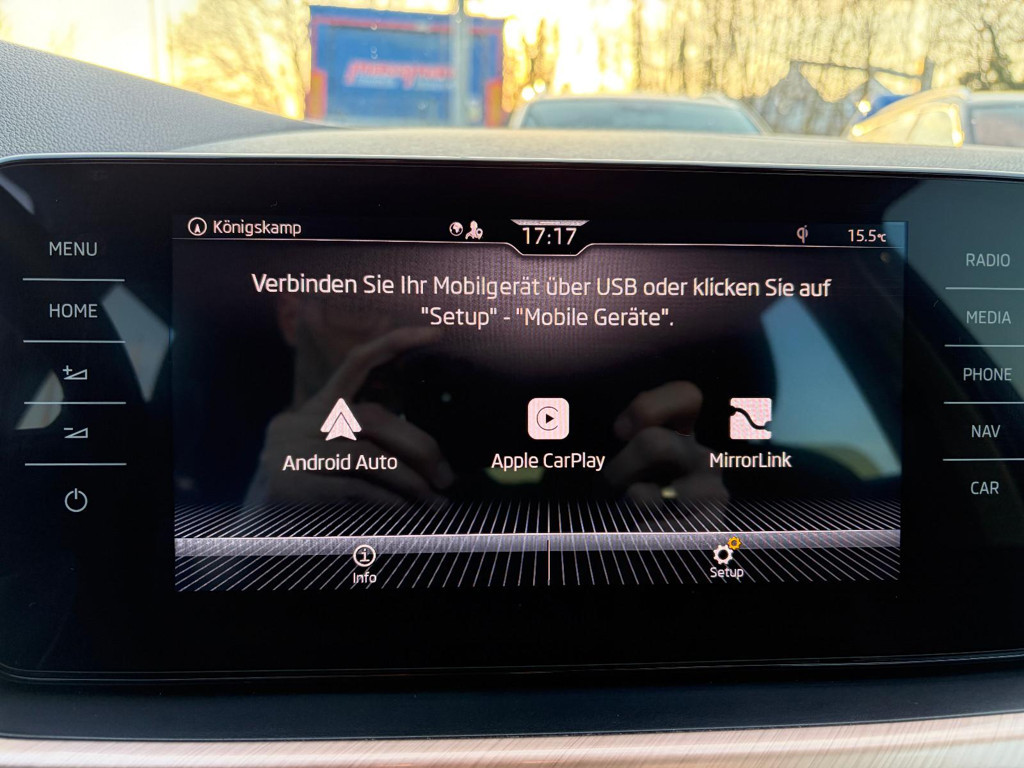 Königskamp
17:17
15.5°C
MENU
HOME
RADIO
MEDIA
PHONE
NAV
CAR
Verbinden Sie Ihr Mobilgerät über USB oder klicken Sie auf
"Setup" - "Mobile Geräte".
Android Auto
Apple CarPlay
MirrorLink
Info
Setup